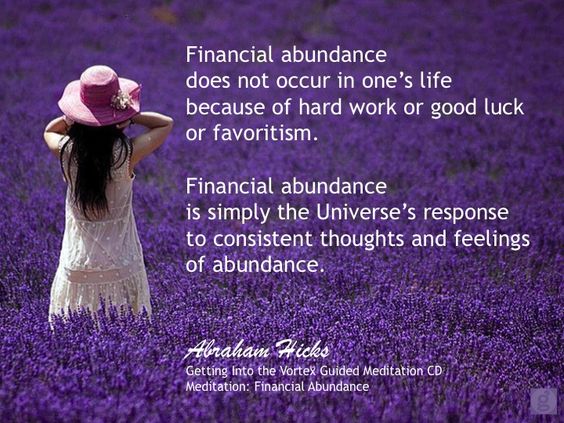 Financial abundance
does not occur in one’s life
because of hard work or good luck
or favoritism.
Financial abundance
is simply the Universe’s response
to consistent thoughts and feelings
of abundance.
Abraham Hicks
Getting Into the Vortex Guided Meditation CD
Meditation: Financial Abundance
g